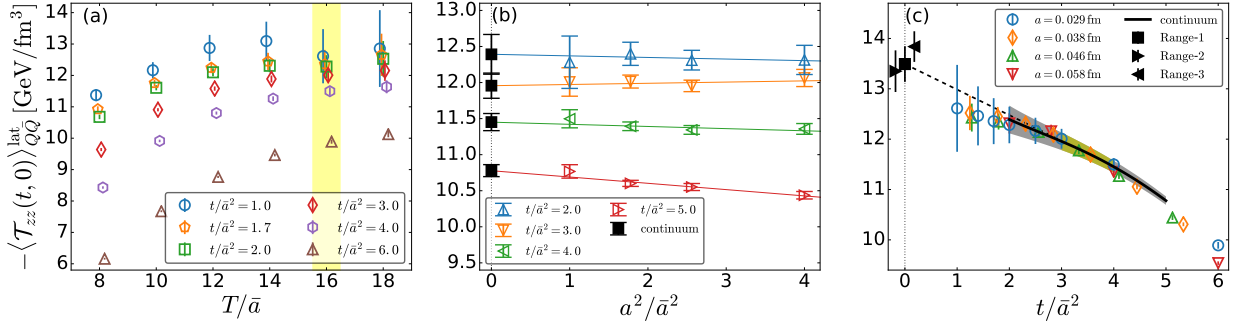 −⟨𝒯zz(t, 0)⟩^lat_QQ̄ [GeV/fm³]
(a)
13
12
11
10
9
8
7
6
t/ā² = 1.0
t/ā² = 1.7
t/ā² = 2.0
t/ā² = 3.0
t/ā² = 4.0
t/ā² = 6.0
8 10 12 14 16 18
T/ā
(b)
13.0
12.5
12.0
11.5
11.0
10.5
10.0
9.5
t/ā² = 2.0
t/ā² = 3.0
t/ā² = 4.0
t/ā² = 5.0
continuum
0 1 2 3 4
a²/ā²
(c)
14
13
12
11
10
a = 0.029 fm
a = 0.038 fm
a = 0.046 fm
a = 0.058 fm
continuum
Range-1
Range-2
Range-3
0 1 2 3 4 5 6
t/ā²